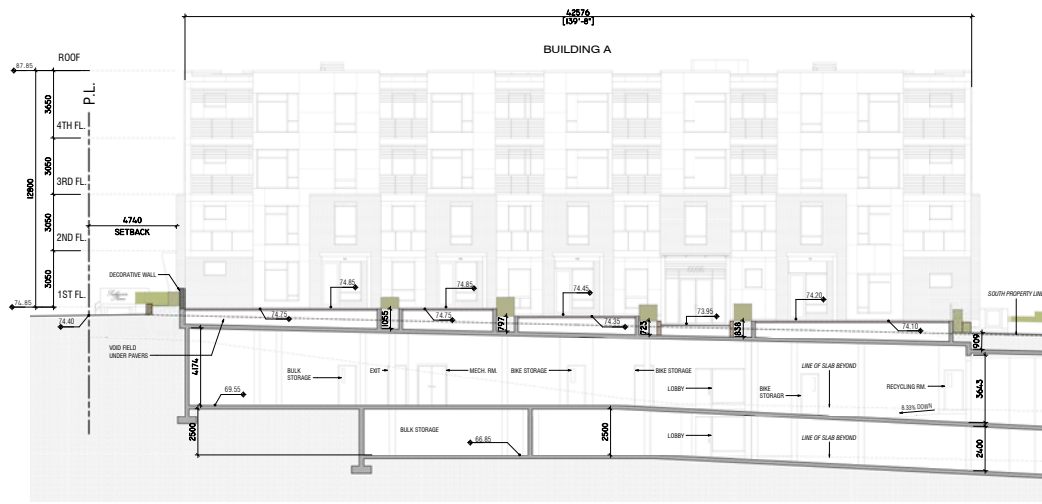 42576
[139'-8"]
BUILDING A
ROOF
87.85
P.L.
3650
4TH FL.
3050
3RD FL.
12800
3050
4740
SETBACK
2ND FL.
3050
DECORATIVE WALL
1ST FL.
74.85
74.40
74.85
74.85
74.45
73.95
74.20
74.75
74.75
74.35
74.10
SOUTH PROPERTY LINE
1055
797
723
838
909
VOID FIELD
UNDER PAVERS
4174
BULK
STORAGE
EXIT
MECH. RM.
BIKE STORAGE
BIKE STORAGE
LOBBY
BIKE
STORAGR
LINE OF SLAB BEYOND
RECYCLING RM.
3643
69.55
8.33% DOWN
2500
BULK STORAGE
66.85
2500
LOBBY
LINE OF SLAB BEYOND
2400